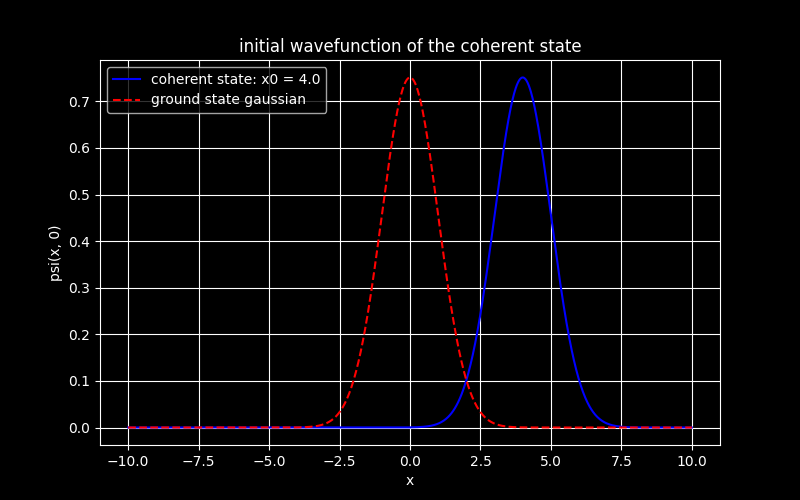 initial wavefunction of the coherent state
coherent state: x0 = 4.0
ground state gaussian
psi(x, 0)
0.7
0.6
0.5
0.4
0.3
0.2
0.1
0.0
−10.0 −7.5 −5.0 −2.5 0.0 2.5 5.0 7.5 10.0
x